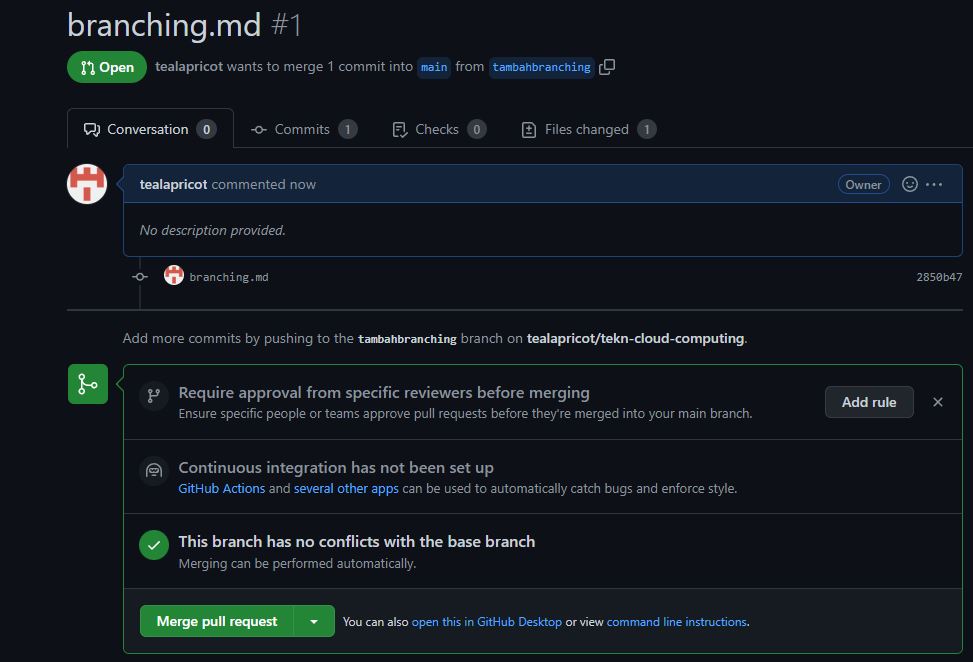 branching.md #1
Open tealapricot wants to merge 1 commit into main from tambahbranching
Conversation 0 Commits 1 Checks 0 Files changed 1
tealapricot commented now Owner
No description provided.
branching.md 2850b47
Add more commits by pushing to the tambahbranching branch on tealapricot/tekn-cloud-computing.
Require approval from specific reviewers before merging
Ensure specific people or teams approve pull requests before they're merged into your main branch.
Add rule
Continuous integration has not been set up
GitHub Actions and several other apps can be used to automatically catch bugs and enforce style.
This branch has no conflicts with the base branch
Merging can be performed automatically.
Merge pull request You can also open this in GitHub Desktop or view command line instructions.